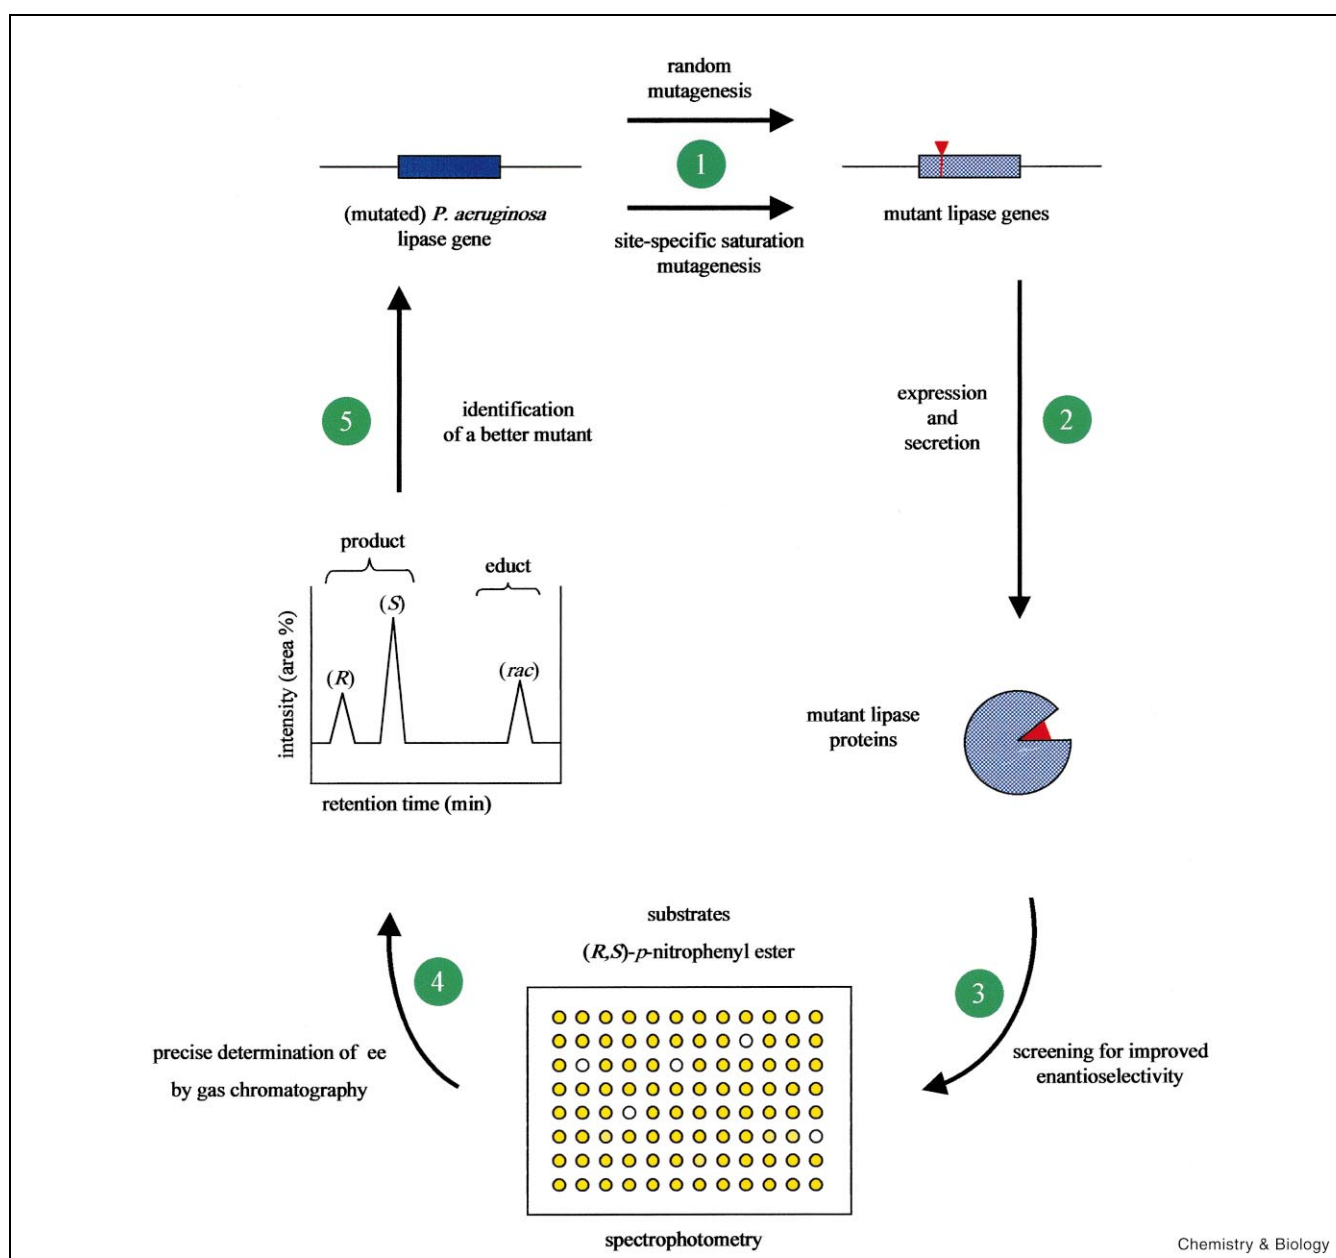 random
mutagenesis
1
(mutated) P. aeruginosa
lipase gene
site-specific saturation
mutagenesis
mutant lipase genes
5
identification
of a better mutant
expression
and
secretion
2
product
educt
(S)
(R)
(rac)
intensity (area %)
retention time (min)
mutant lipase
proteins
substrates
(R,S)-p-nitrophenyl ester
4
3
precise determination of ee
by gas chromatography
screening for improved
enantioselectivity
spectrophotometry
Chemistry & Biology